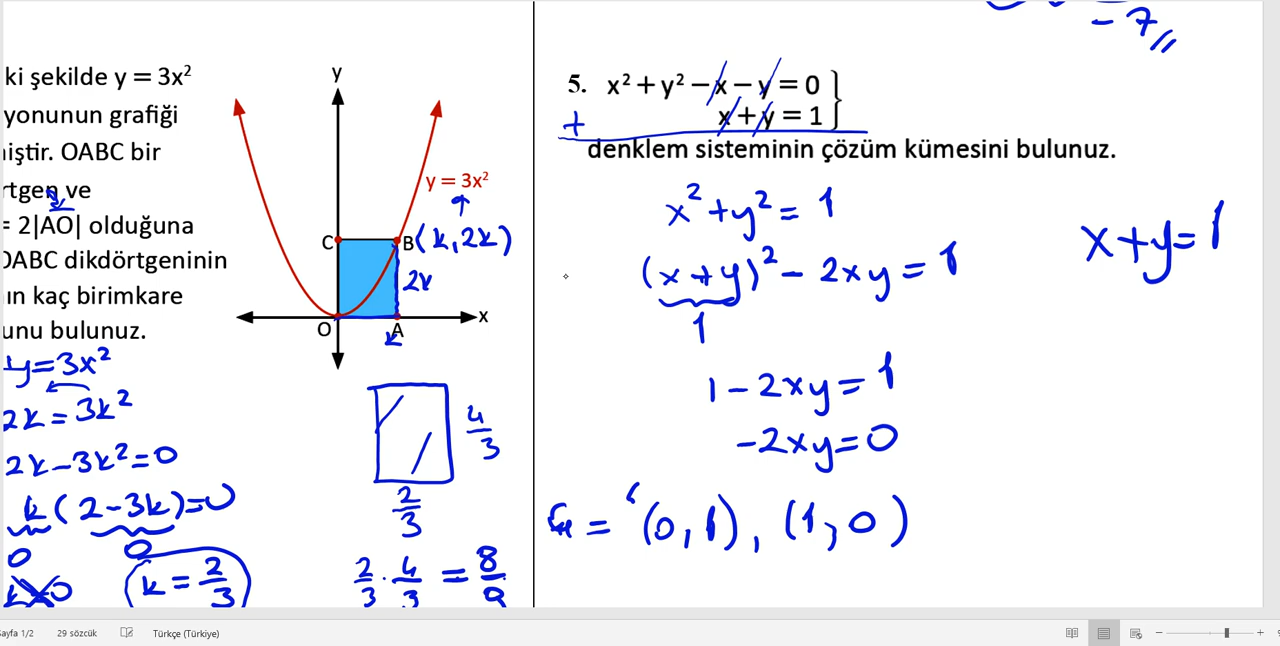 ki şekilde y = 3x²
yonunun grafiği
iştir. OABC bir
rtgen ve
= 2|AO| olduğuna
OABC dikdörtgeninin
ın kaç birimkare
unu bulunuz.
y
y = 3x²
C
B(k, 2k)
2k
O
A
x
k
y = 3x²
2k = 3k²
2k - 3k² = 0
k(2-3k)=0
0
0
k = 2/3
4/3
2/3
2/3 . 4/3 = 8/9
- 7//
5. x² + y² - x - y = 0
x + y = 1
+
denklem sisteminin çözüm kümesini bulunuz.
x² + y² = 1
x+y=1
(x + y)² - 2xy = 1
1
1 - 2xy = 1
-2xy = 0
(0, 1), (1, 0)
ayfa 1/2 29 sözcük Türkçe (Türkiye)